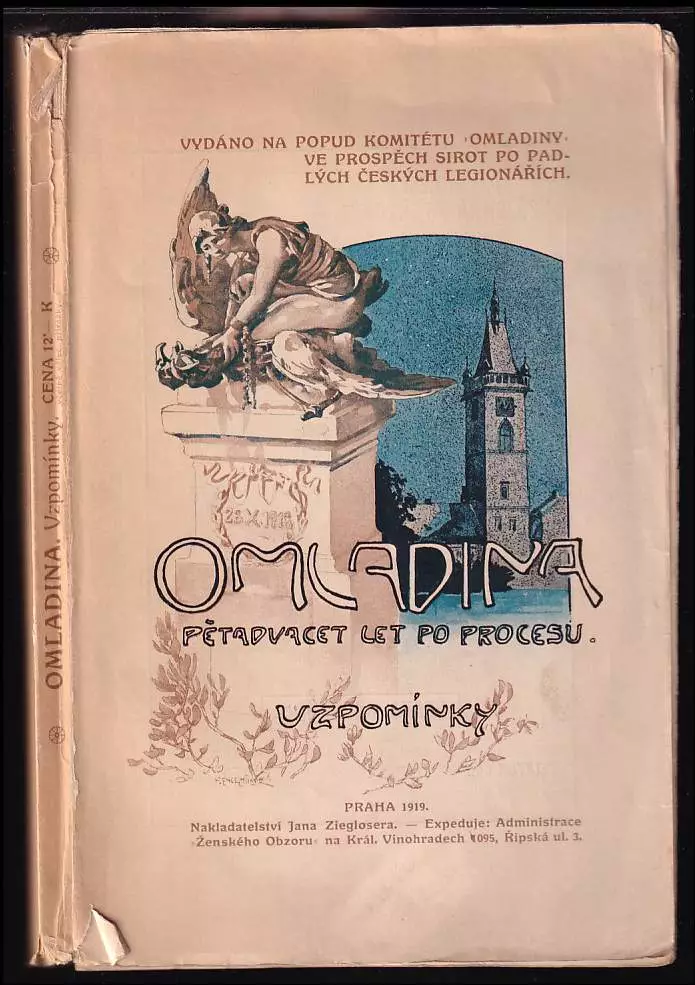 VYDÁNO NA POPUD KOMITÉTU ›OMLADINY‹
VE PROSPĚCH SIROT PO PAD-
LÝCH ČESKÝCH LEGIONÁŘÍCH.
28.X.1918
OMLADINA
PĚTADVACET LET PO PROCESU.
VZPOMÍNKY
PRAHA 1919.
Nakladatelství Jana Zieglosera. — Expeduje: Administrace
›Ženského Obzoru‹ na Král. Vinohradech 1095, Řipská ul. 3.
OMLADINA. Vzpomínky. CENA 12·— K